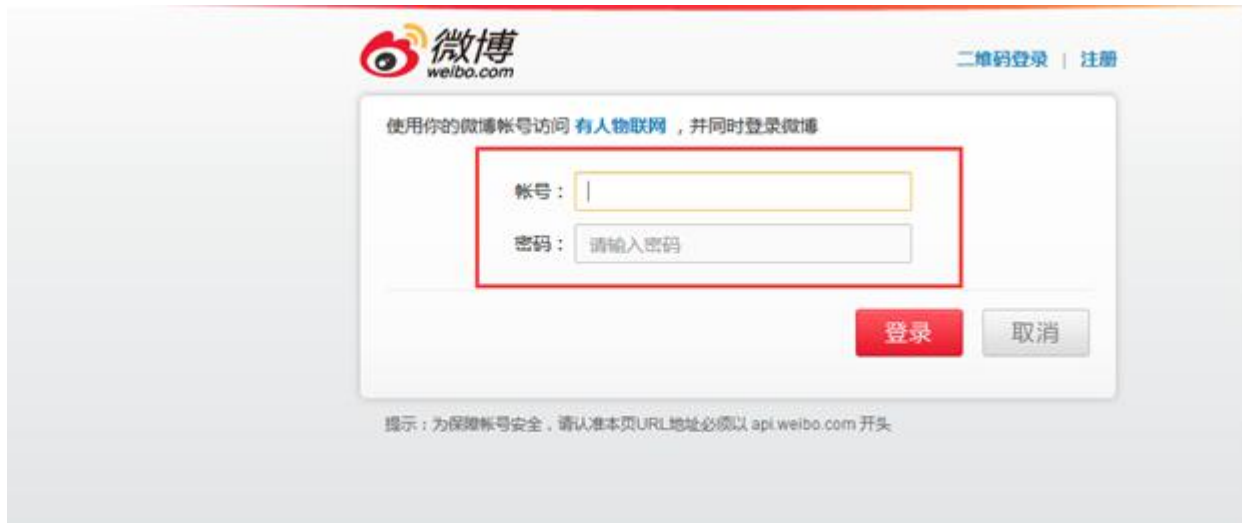 微博
weibo.com
二维码登录 | 注册
使用你的微博帐号访问 有人物联网 ，并同时登录微博
帐号：
密码： 请输入密码
登录 取消
提示：为保障帐号安全，请认准本页URL地址必须以 api.weibo.com 开头